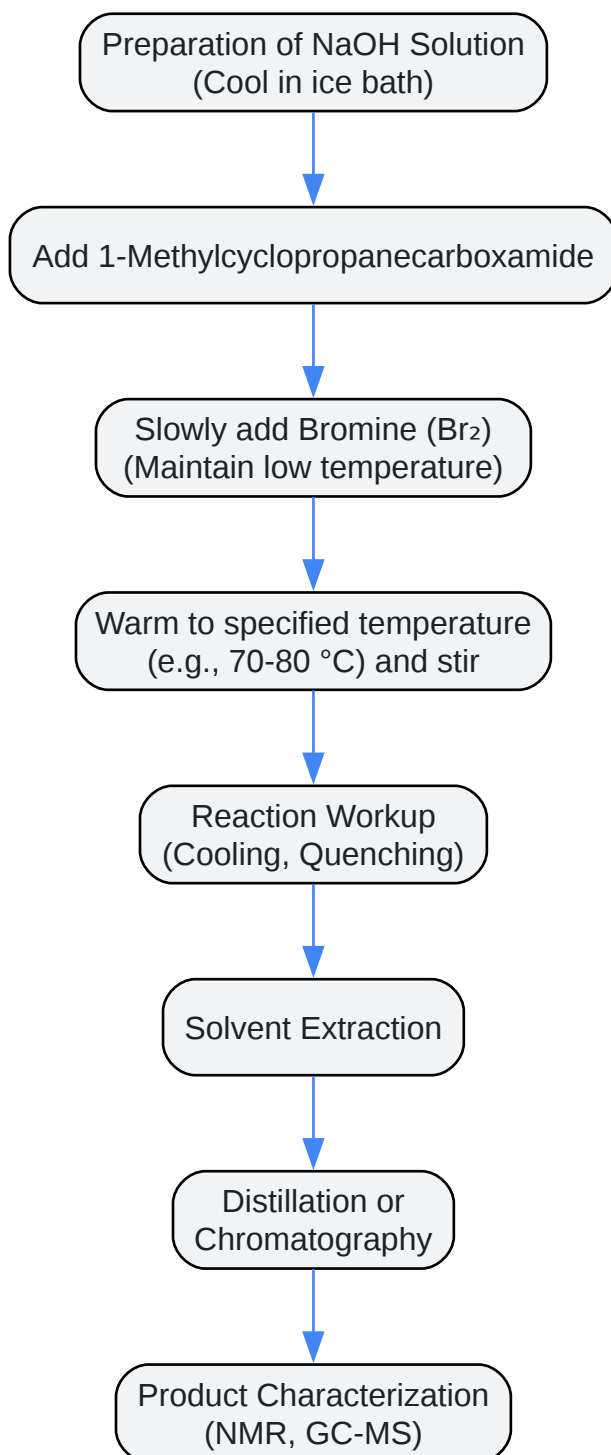 Preparation of NaOH Solution
(Cool in ice bath)
Add 1-Methylcyclopropanecarboxamide
Slowly add Bromine (Br₂)
(Maintain low temperature)
Warm to specified temperature
(e.g., 70-80 °C) and stir
Reaction Workup
(Cooling, Quenching)
Solvent Extraction
Distillation or
Chromatography
Product Characterization
(NMR, GC-MS)